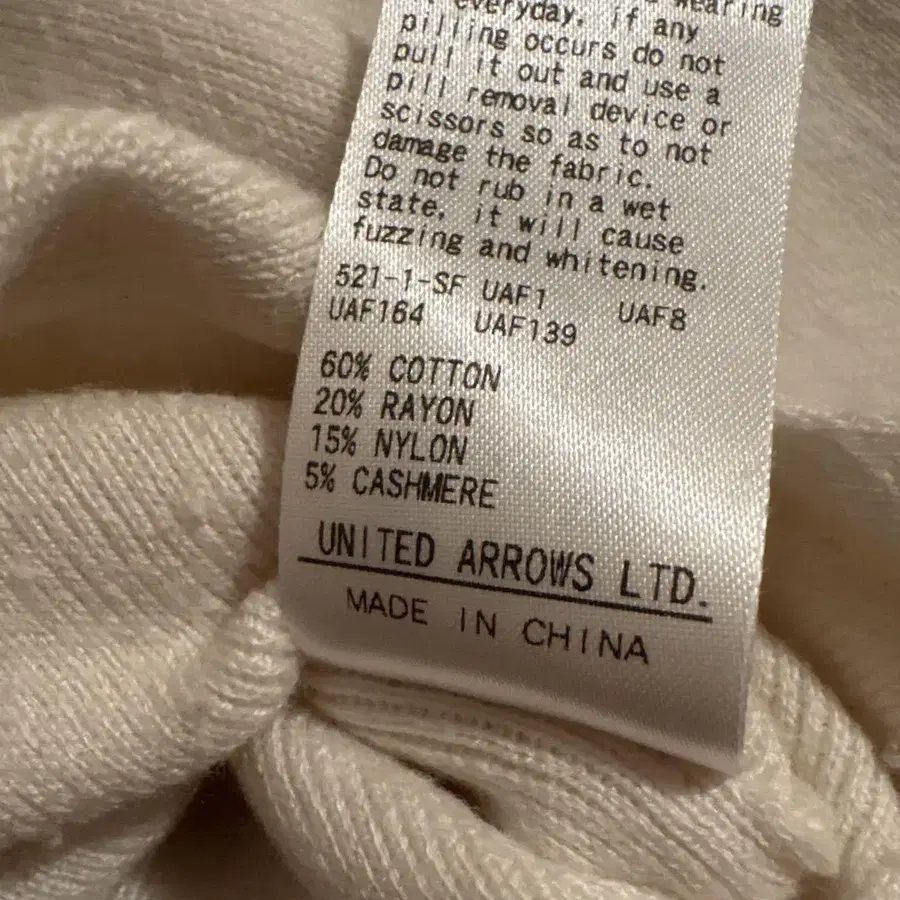 wearing
everyday. if any
pilling occurs do not
pull it out and use a
pill removal device or
scissors so as to not
damage the fabric.
Do not rub in a wet
state, it will cause
fuzzing and whitening.
521-1-SF UAF1 UAF8
UAF164 UAF139
60% COTTON
20% RAYON
15% NYLON
5% CASHMERE
UNITED ARROWS LTD.
MADE IN CHINA